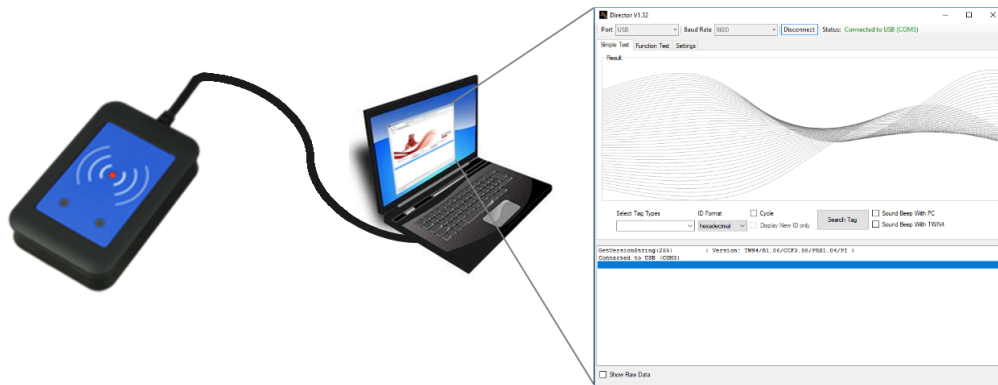 Director V1.32
Port USB Baud Rate 9600 Disconnect Status: Connected to USB (COM3)
Simple Test Function Test Settings
Result
Select Tag Types ID Format Cycle Search Tag Sound Beep With PC
hexadecimal Display New ID only Sound Beep With TWN4
GetVersionString(255) | Version: TWN4/B1.06/CCF3.08/PRS1.04/PI |
Connected to USB (COM3)
Show Raw Data